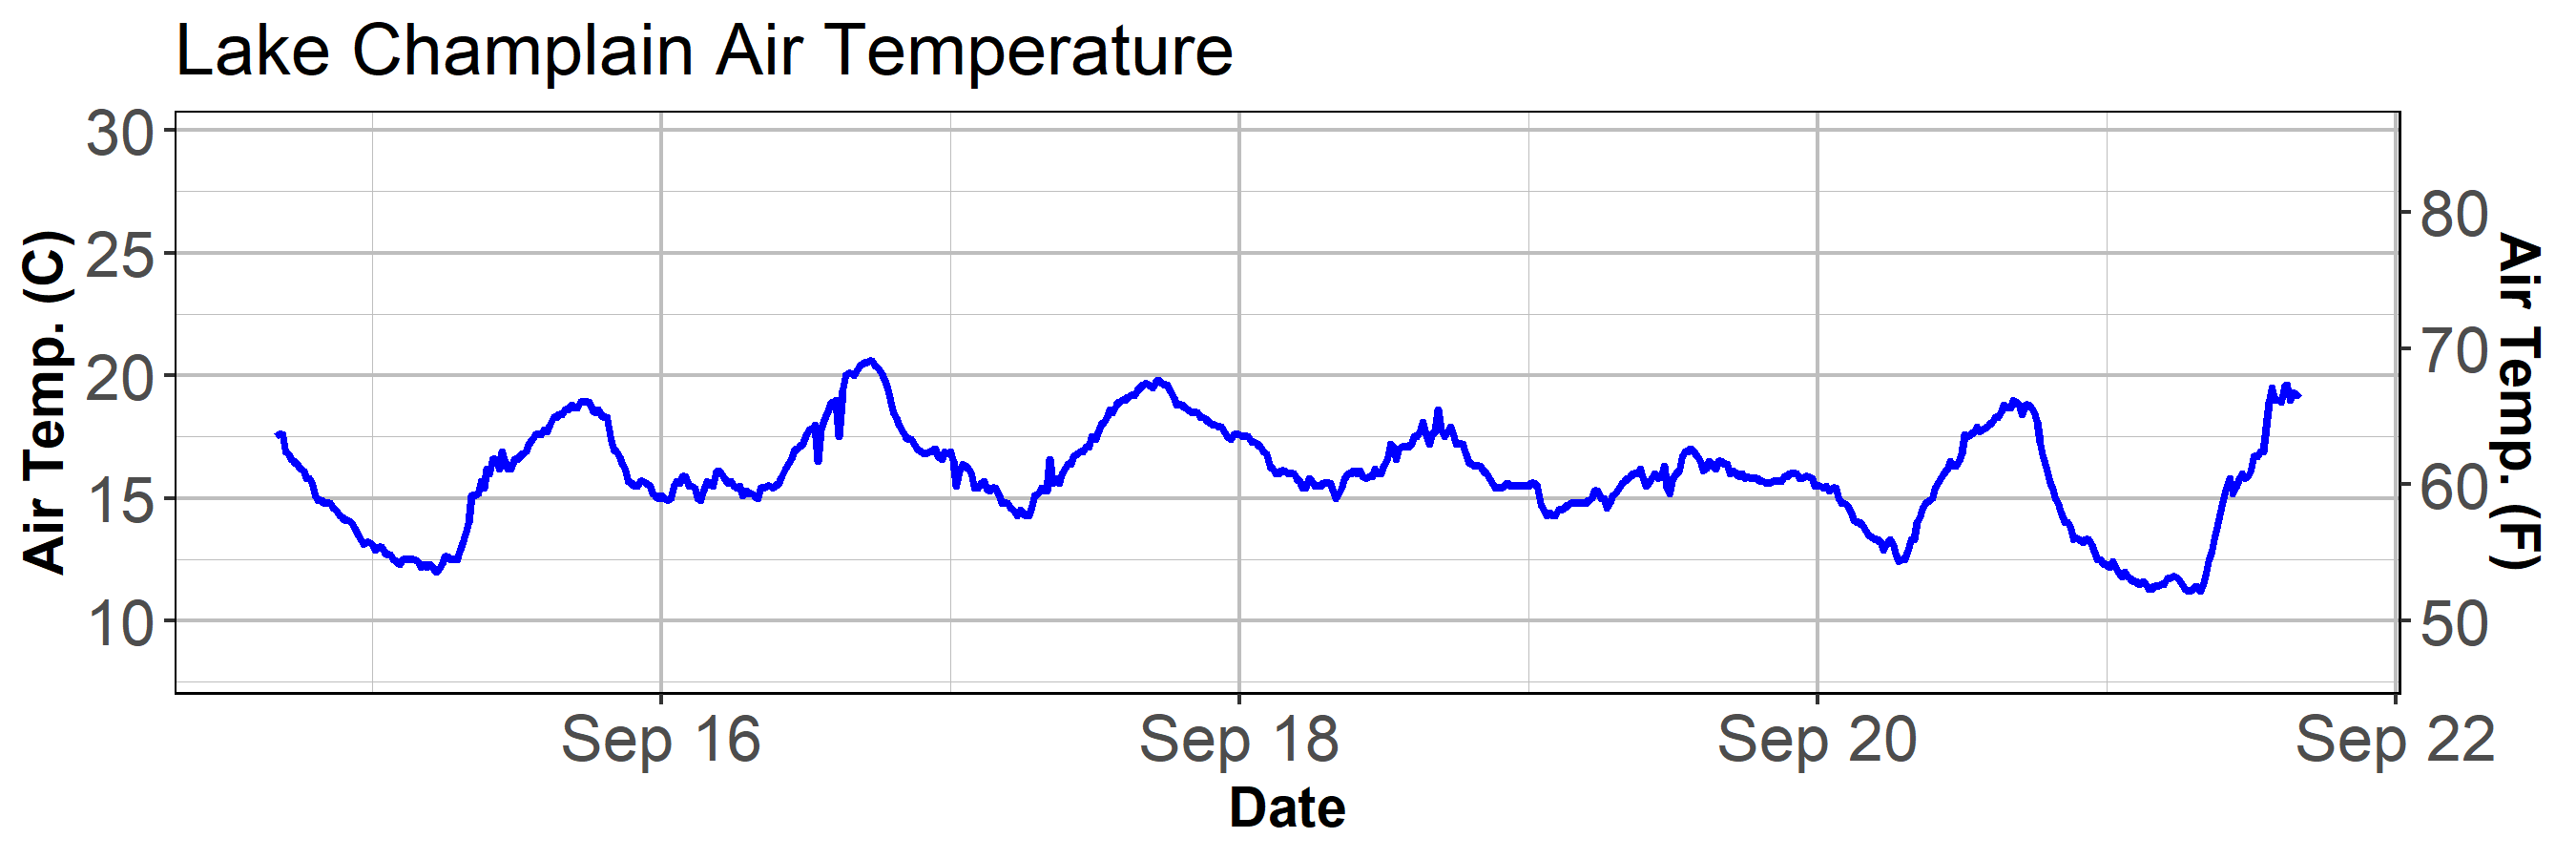 Lake Champlain Air Temperature
30
25
20
15
10
Air Temp. (C)
80
70
60
50
Air Temp. (F)
Sep 16
Sep 18
Sep 20
Sep 22
Date